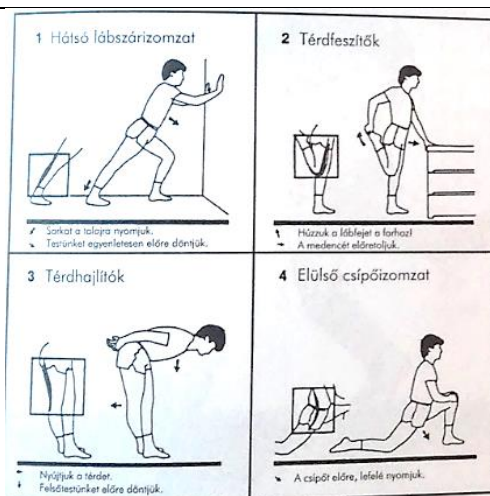 1 Hátsó lábszárizomzat
Sarkat a talajra nyomjuk.
Testünket egyenletesen előre döntjük.
2 Térdfeszítők
Húzzuk a lábfejet a farhoz!
A medencét előretoljuk.
3 Térdhajlítók
Nyújtjuk a térdet.
Felsőtestünket előre döntjük.
4 Elülső csípőizomzat
A csípőt előre, lefelé nyomjuk.